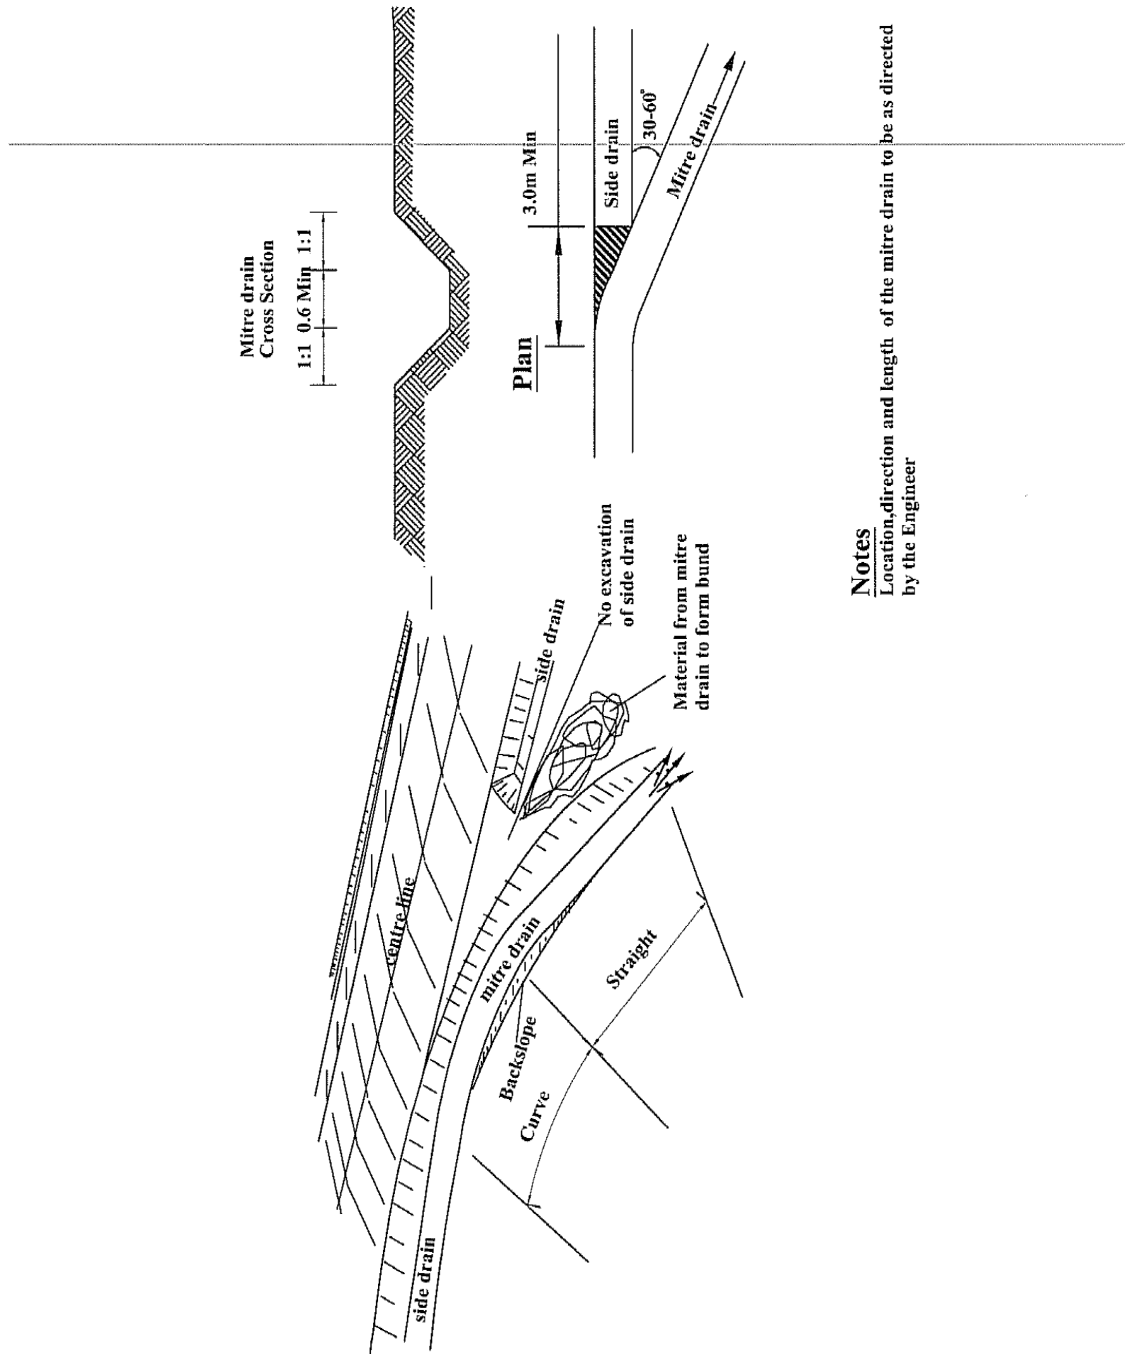 Mitre drain
Cross Section
1:1 0.6 Min 1:1
Plan
3.0m Min
Side drain
30-60°
Mitre drain
side drain
centre line
side drain
No excavation
of side drain
Material from mitre
drain to form bund
mitre drain
Backslope
Curve
Straight
Notes
Location,direction and length of the mitre drain to be as directed
by the Engineer